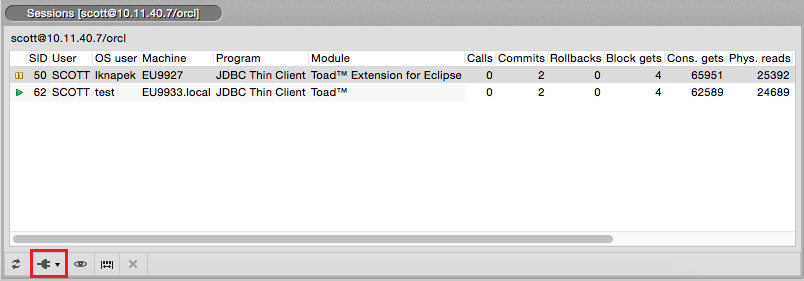 Sessions [scott@10.11.40.7/orcl]
scott@10.11.40.7/orcl
SID User OS user Machine Program Module Calls Commits Rollbacks Block gets Cons. gets Phys. reads
50 SCOTT lknapek EU9927 JDBC Thin Client Toad™ Extension for Eclipse 0 2 0 4 65951 25392
62 SCOTT test EU9933.local JDBC Thin Client Toad™ 0 2 0 4 62589 24689